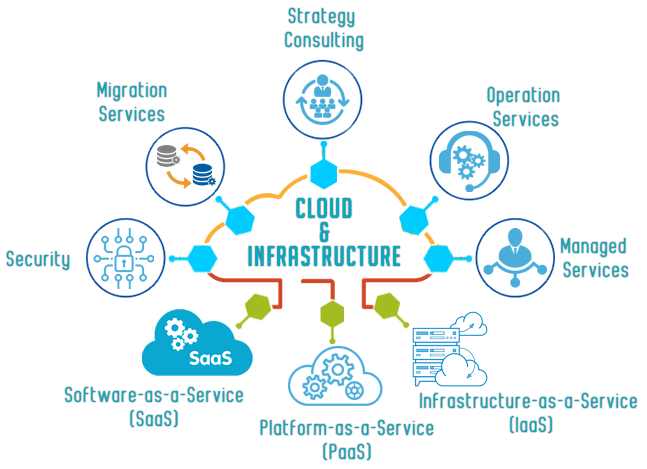 Strategy
Consulting
Migration
Services
Operation
Services
CLOUD
&
INFRASTRUCTURE
Security
Managed
Services
SaaS
Software-as-a-Service
(SaaS)
Platform-as-a-Service
(PaaS)
Infrastructure-as-a-Service
(IaaS)